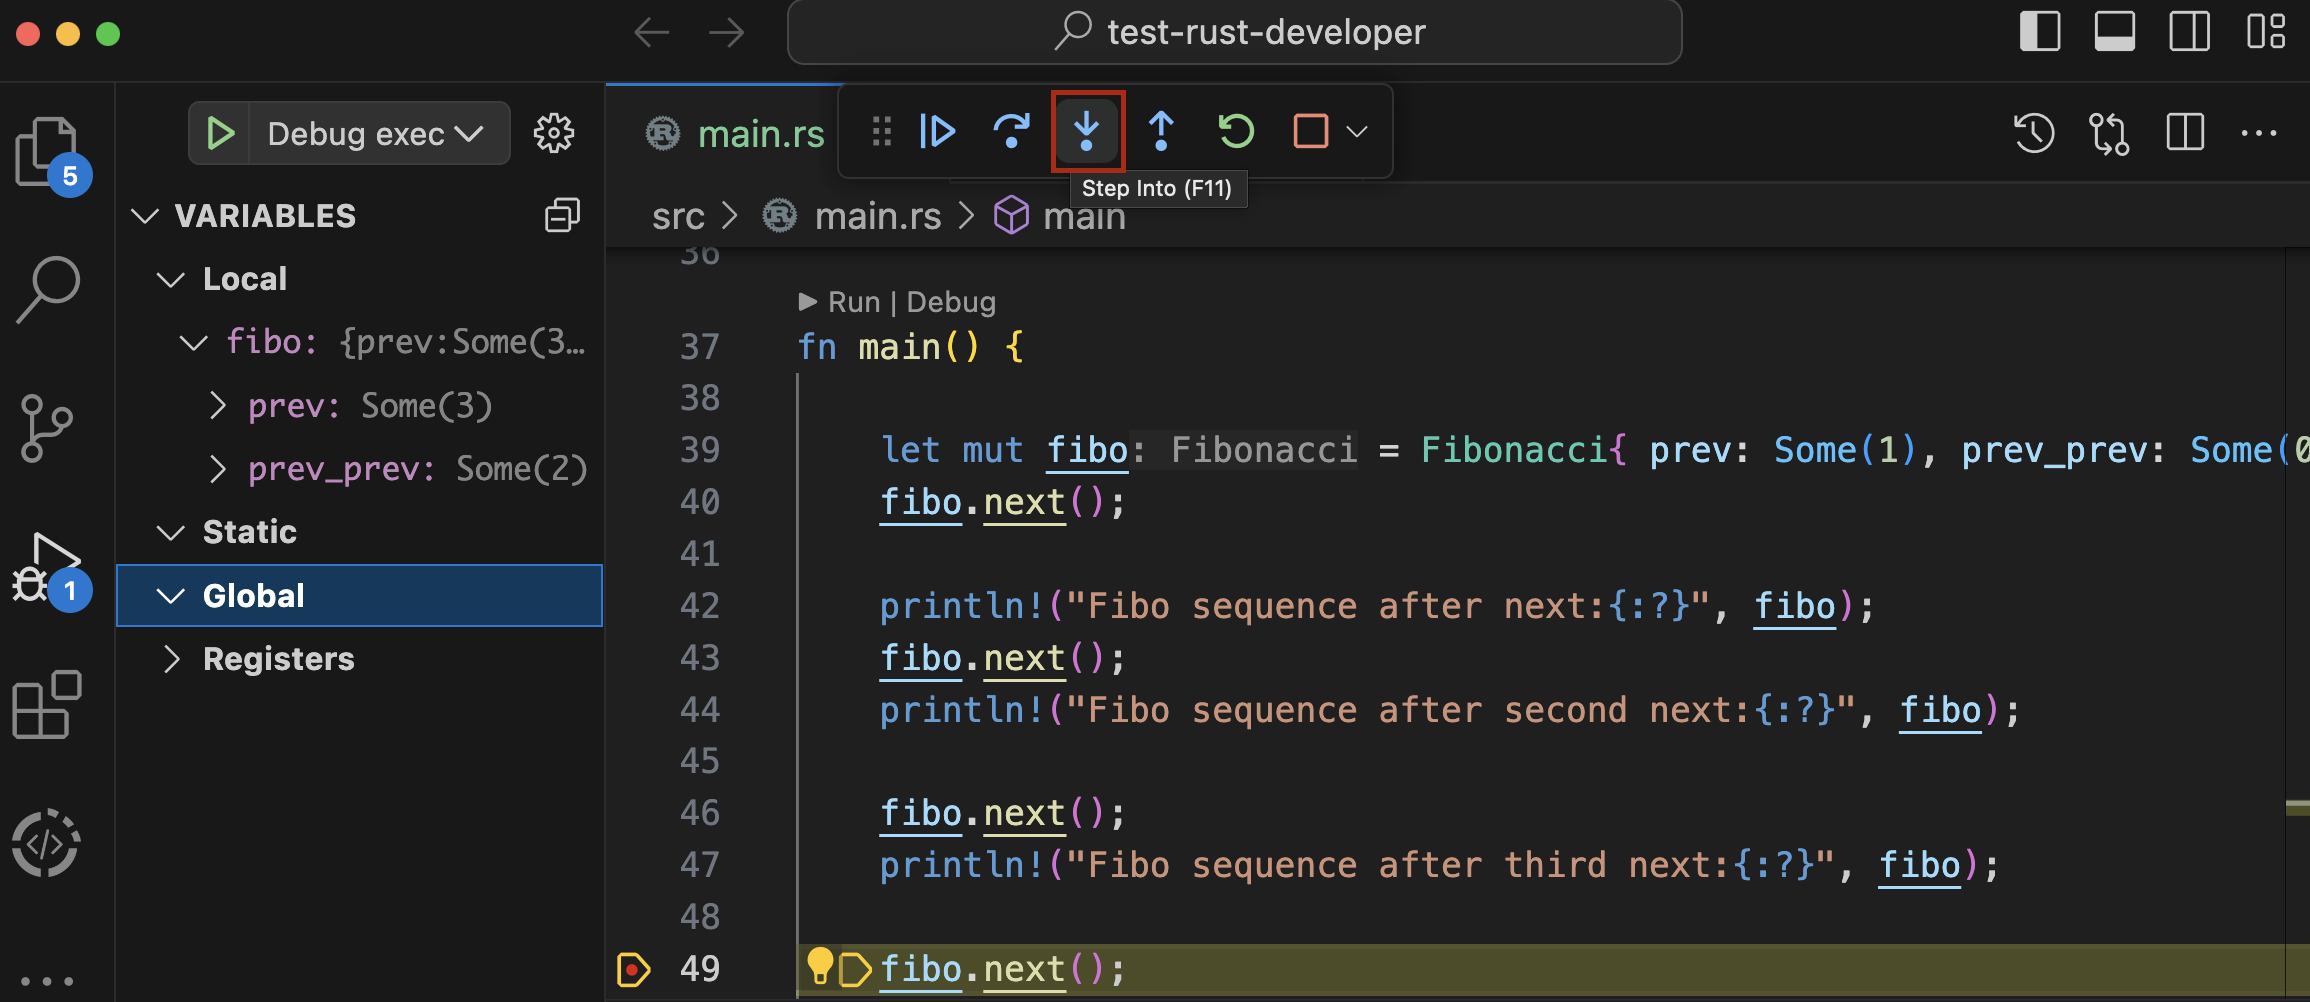 test-rust-developer
Debug exec
main.rs
Step Into (F11)
5
VARIABLES
src > main.rs > main
Local
fibo: {prev:Some(3…
prev: Some(3)
prev_prev: Some(2)
Static
1
Global
Registers
36
Run | Debug
37 fn main() {
38
39 let mut fibo: Fibonacci = Fibonacci{ prev: Some(1), prev_prev: Some(0
40 fibo.next();
41
42 println!("Fibo sequence after next:{:?}", fibo);
43 fibo.next();
44 println!("Fibo sequence after second next:{:?}", fibo);
45
46 fibo.next();
47 println!("Fibo sequence after third next:{:?}", fibo);
48
49 fibo.next();